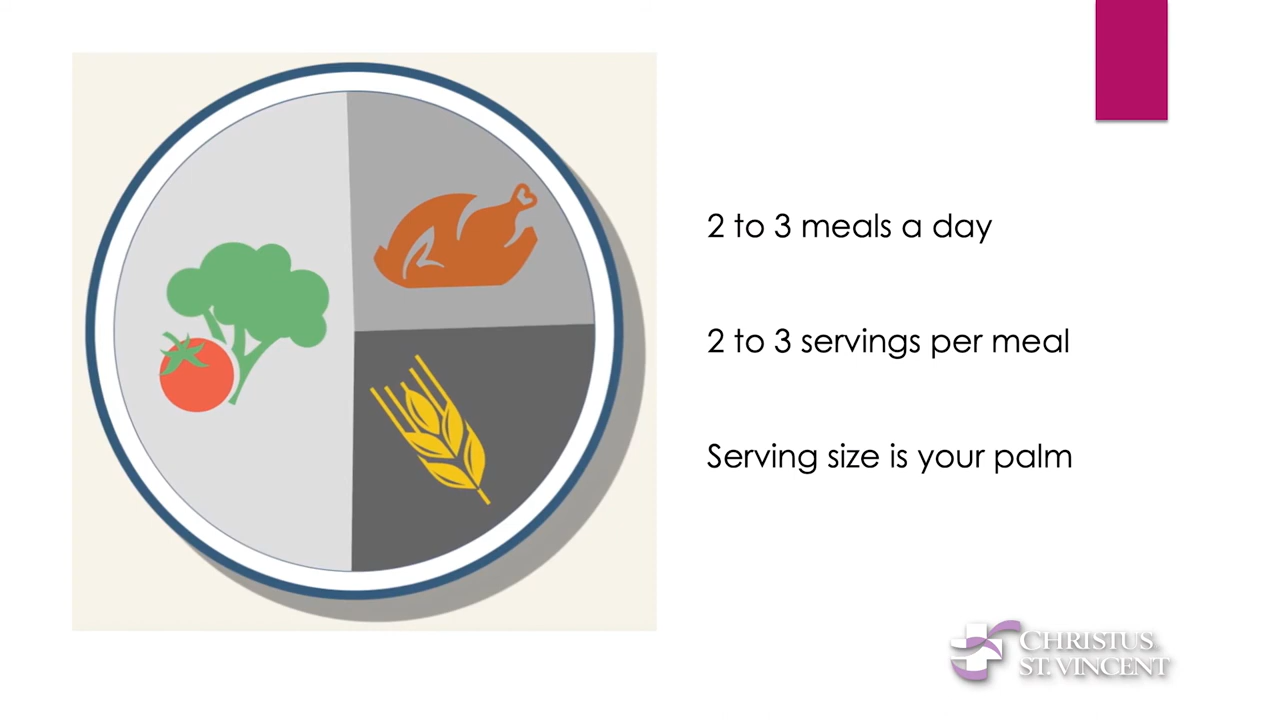 2 to 3 meals a day
2 to 3 servings per meal
Serving size is your palm
CHRISTUS
ST. VINCENT